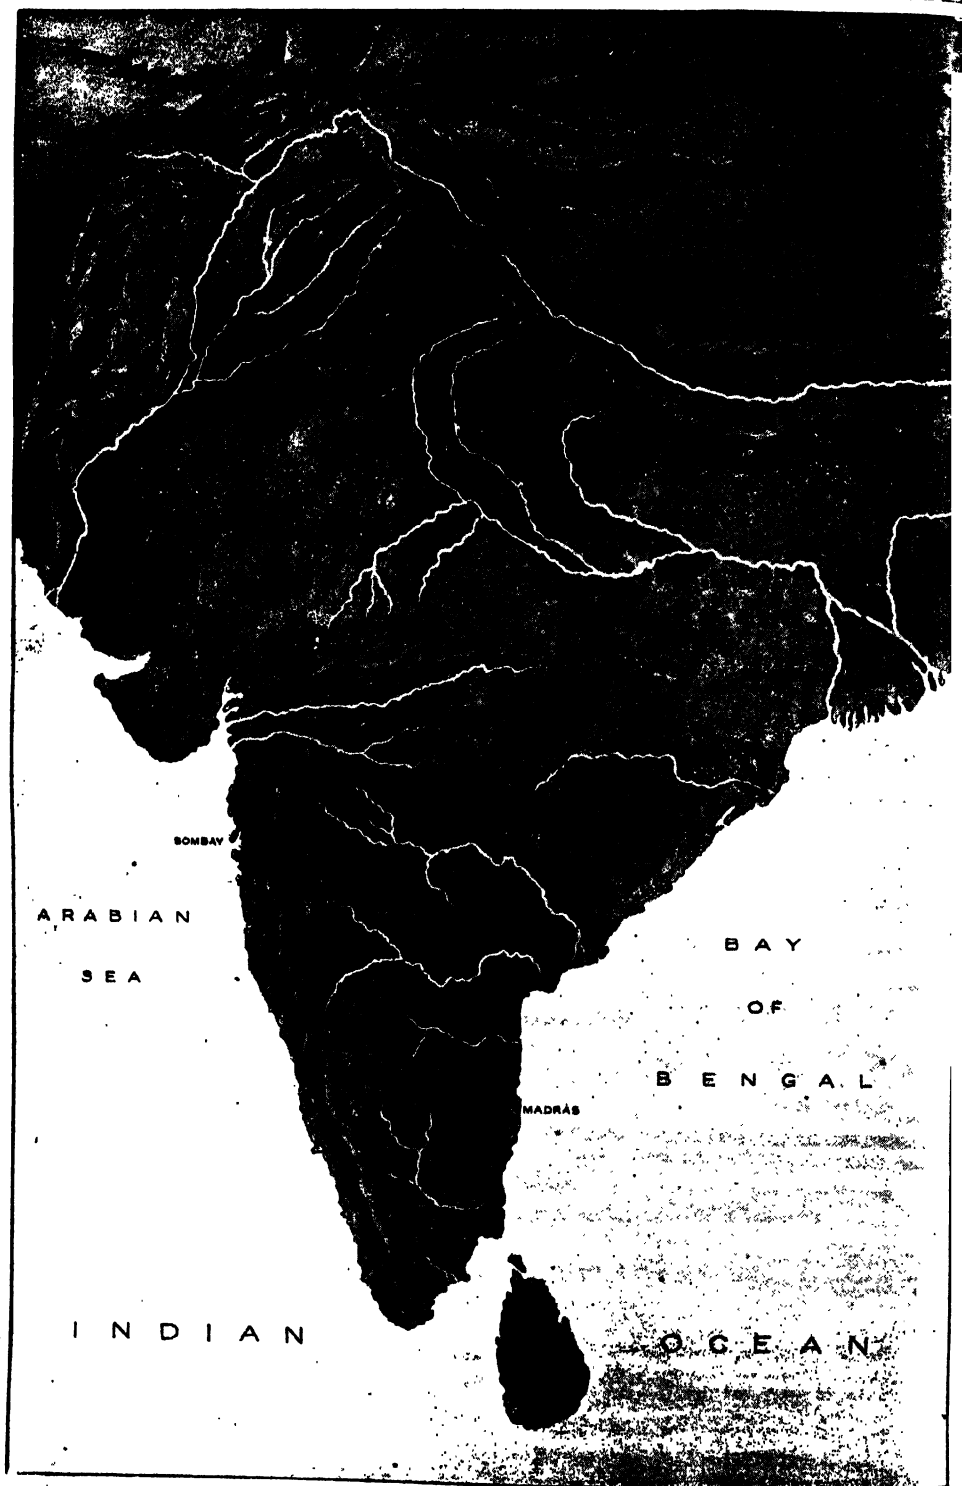 BOMBAY
ARABIAN
SEA
BAY
OF
BENGAL
MADRAS
INDIAN OCEAN